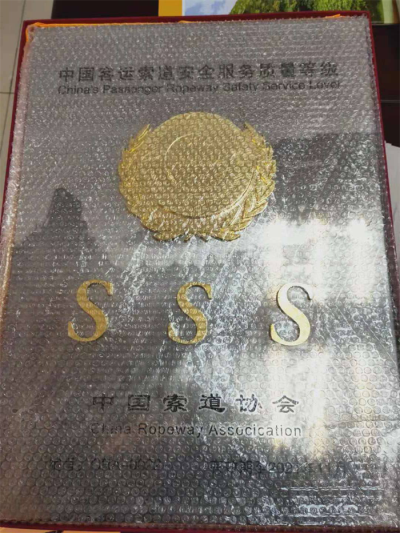 中国客运索道安全服务质量等级
China's Passenger Ropeway Safety Service Level
S S S
中国索道协会
China Ropeway Assocication